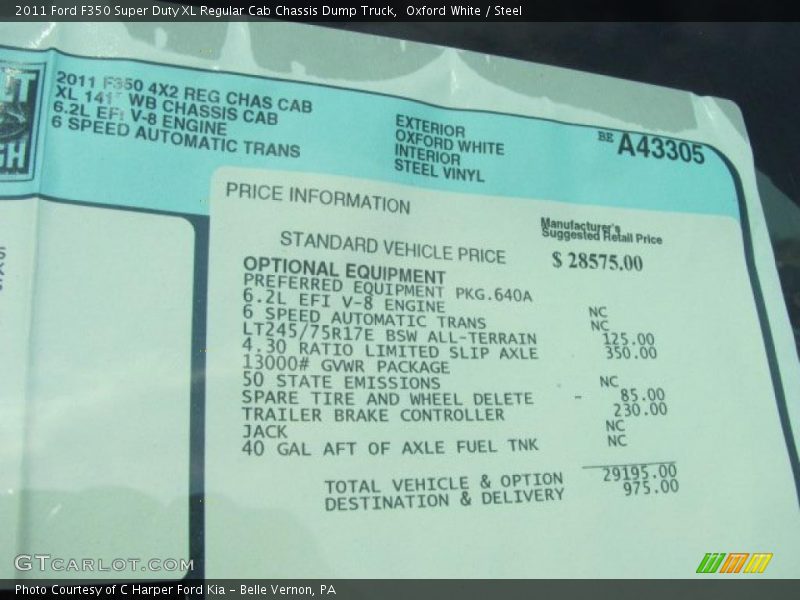 2011 Ford F350 Super Duty XL Regular Cab Chassis Dump Truck, Oxford White / Steel
2011 F350 4X2 REG CHAS CAB
XL 141" WB CHASSIS CAB
6.2L EFI V-8 ENGINE
6 SPEED AUTOMATIC TRANS
EXTERIOR
OXFORD WHITE
INTERIOR
STEEL VINYL
BE A43305
PRICE INFORMATION
Manufacturer's
Suggested Retail Price
STANDARD VEHICLE PRICE $ 28575.00
OPTIONAL EQUIPMENT
PREFERRED EQUIPMENT PKG.640A
6.2L EFI V-8 ENGINE NC
6 SPEED AUTOMATIC TRANS NC
LT245/75R17E BSW ALL-TERRAIN 125.00
4.30 RATIO LIMITED SLIP AXLE 350.00
13000# GVWR PACKAGE
50 STATE EMISSIONS NC
SPARE TIRE AND WHEEL DELETE - 85.00
TRAILER BRAKE CONTROLLER 230.00
JACK NC
40 GAL AFT OF AXLE FUEL TNK NC
TOTAL VEHICLE & OPTION 29195.00
DESTINATION & DELIVERY 975.00
GTCARLOT.COM
Photo Courtesy of C Harper Ford Kia - Belle Vernon, PA